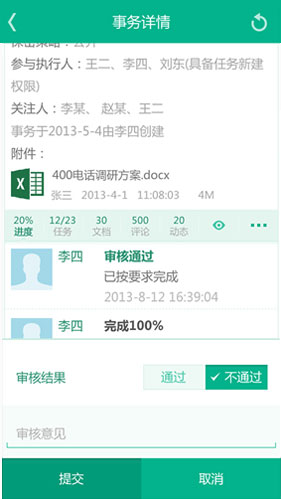 事务详情
参与执行人：王二、李四、刘东(具备任务新建
权限)
关注人：李某、 赵某、王二
事务于2013-5-4由李四创建
附件：
400电话调研方案.docx
张三 2013-4-1 11:08:03 4M
20% 12/23 30 500 20
进度 任务 文档 评论 动态
李四 审核通过
已按要求完成
2013-8-12 16:39:04
李四 完成100%
审核结果 通过 不通过
审核意见
提交 取消